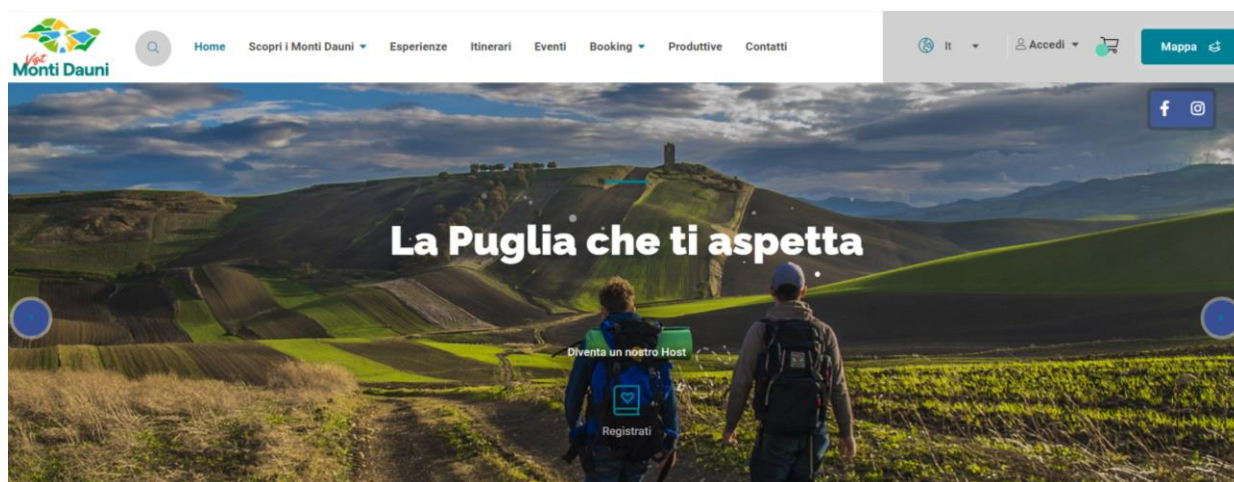 Visit
Monti Dauni
Home
Scopri i Monti Dauni
Esperienze
Itinerari
Eventi
Booking
Produttive
Contatti
It
Accedi
Mappa
La Puglia che ti aspetta
Diventa un nostro Host
Registrati